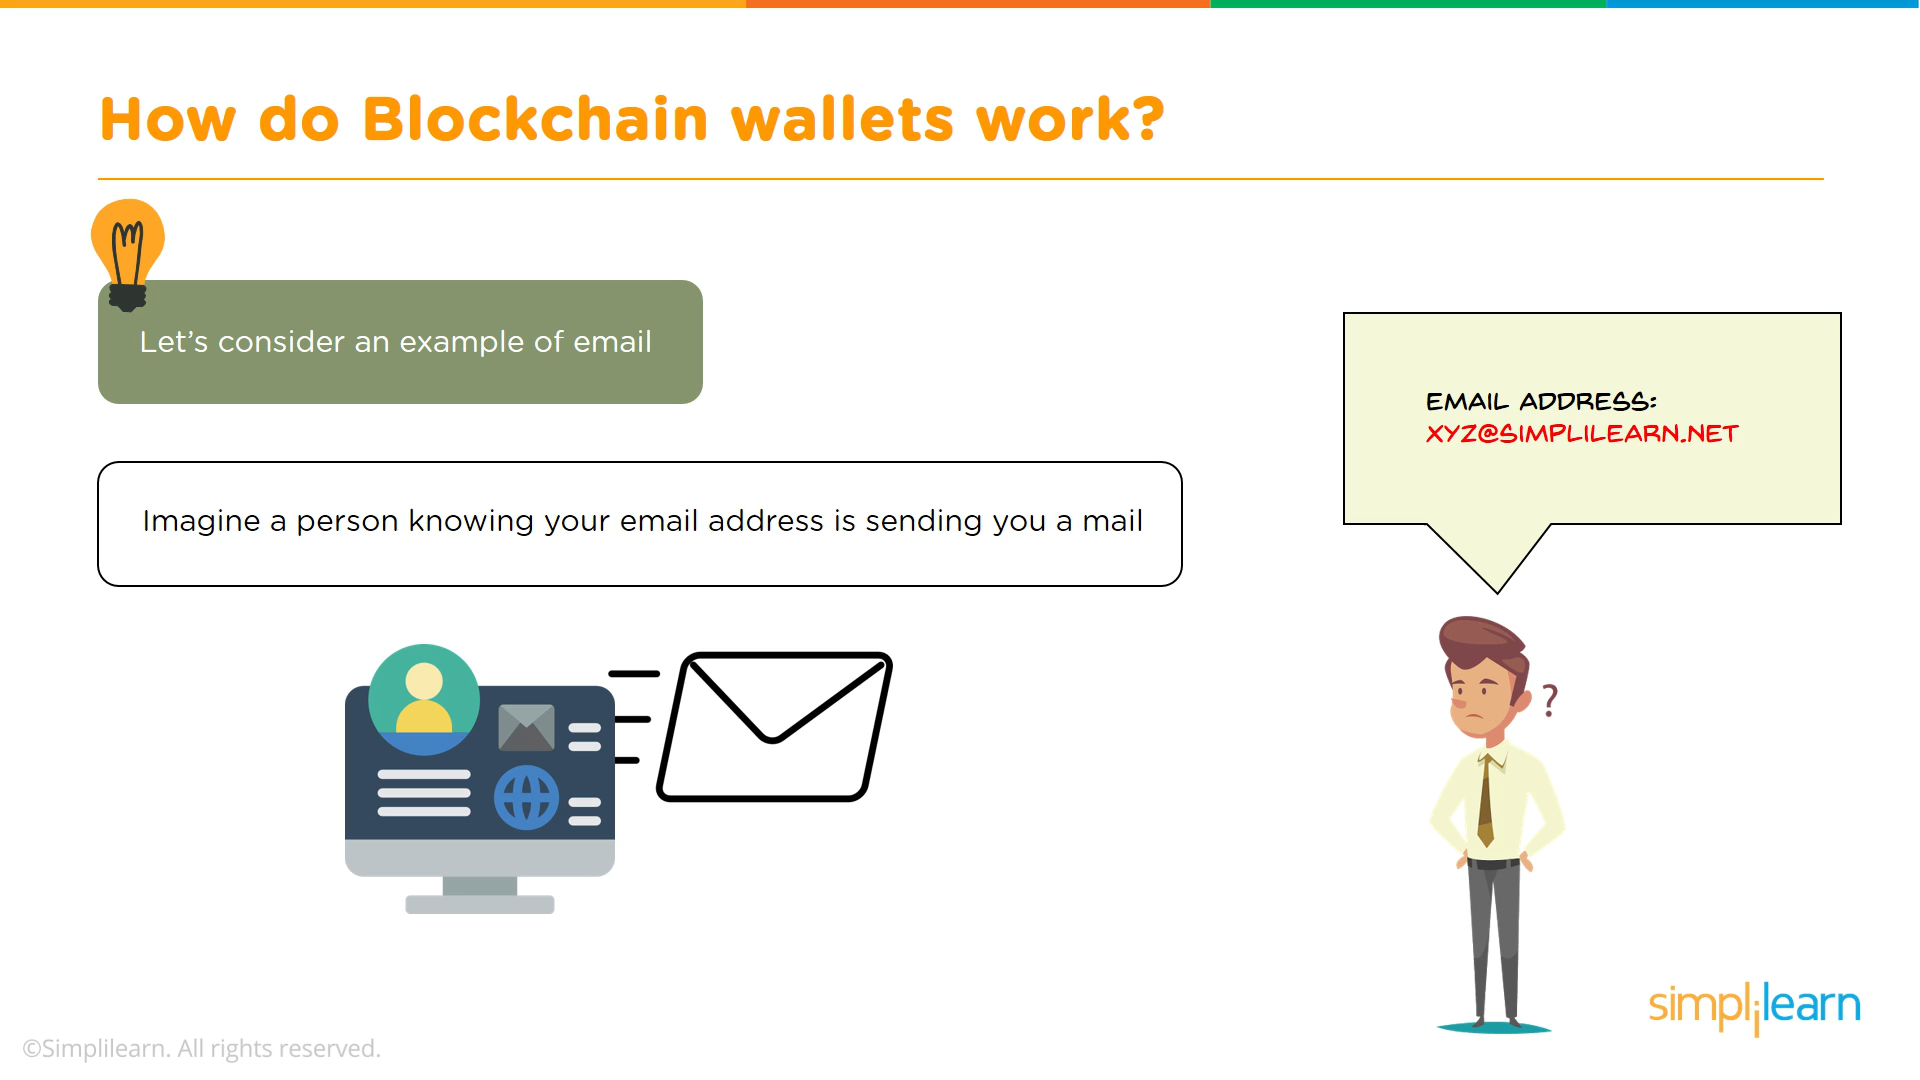 How do Blockchain wallets work?
Let’s consider an example of email
EMAIL ADDRESS:
XYZ@SIMPLILEARN.NET
Imagine a person knowing your email address is sending you a mail
?
simplilearn
©Simplilearn. All rights reserved.